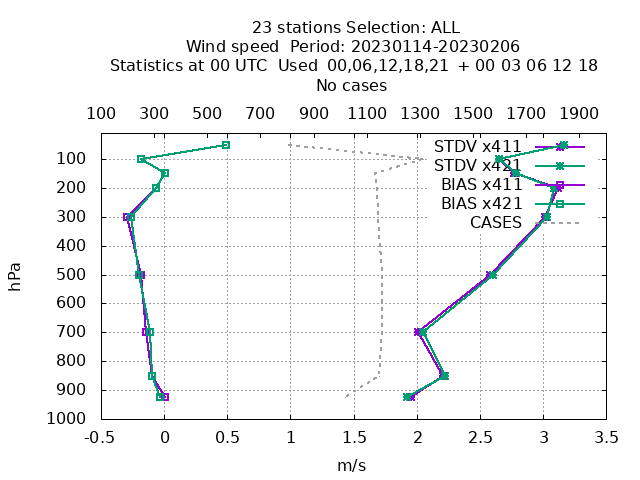 23 stations Selection: ALL
Wind speed  Period: 20230114-20230206
Statistics at 00 UTC  Used  00,06,12,18,21  + 00 03 06 12 18
No cases
100 300 500 700 900 1100 1300 1500 1700 1900
STDV x411
STDV x421
BIAS x411
BIAS x421
CASES
100
200
300
400
500
600
700
800
900
1000
hPa
-0.5 0 0.5 1 1.5 2 2.5 3 3.5
m/s